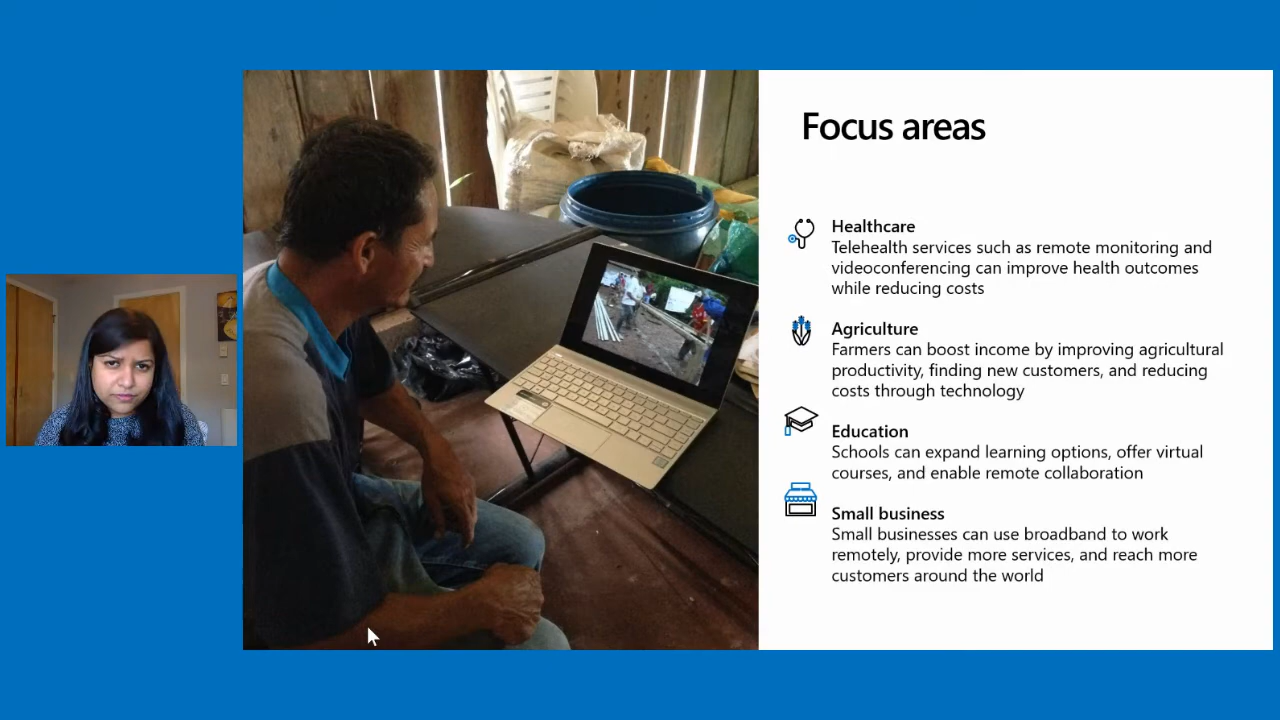 Focus areas
Healthcare
Telehealth services such as remote monitoring and
videoconferencing can improve health outcomes
while reducing costs
Agriculture
Farmers can boost income by improving agricultural
productivity, finding new customers, and reducing
costs through technology
Education
Schools can expand learning options, offer virtual
courses, and enable remote collaboration
Small business
Small businesses can use broadband to work
remotely, provide more services, and reach more
customers around the world